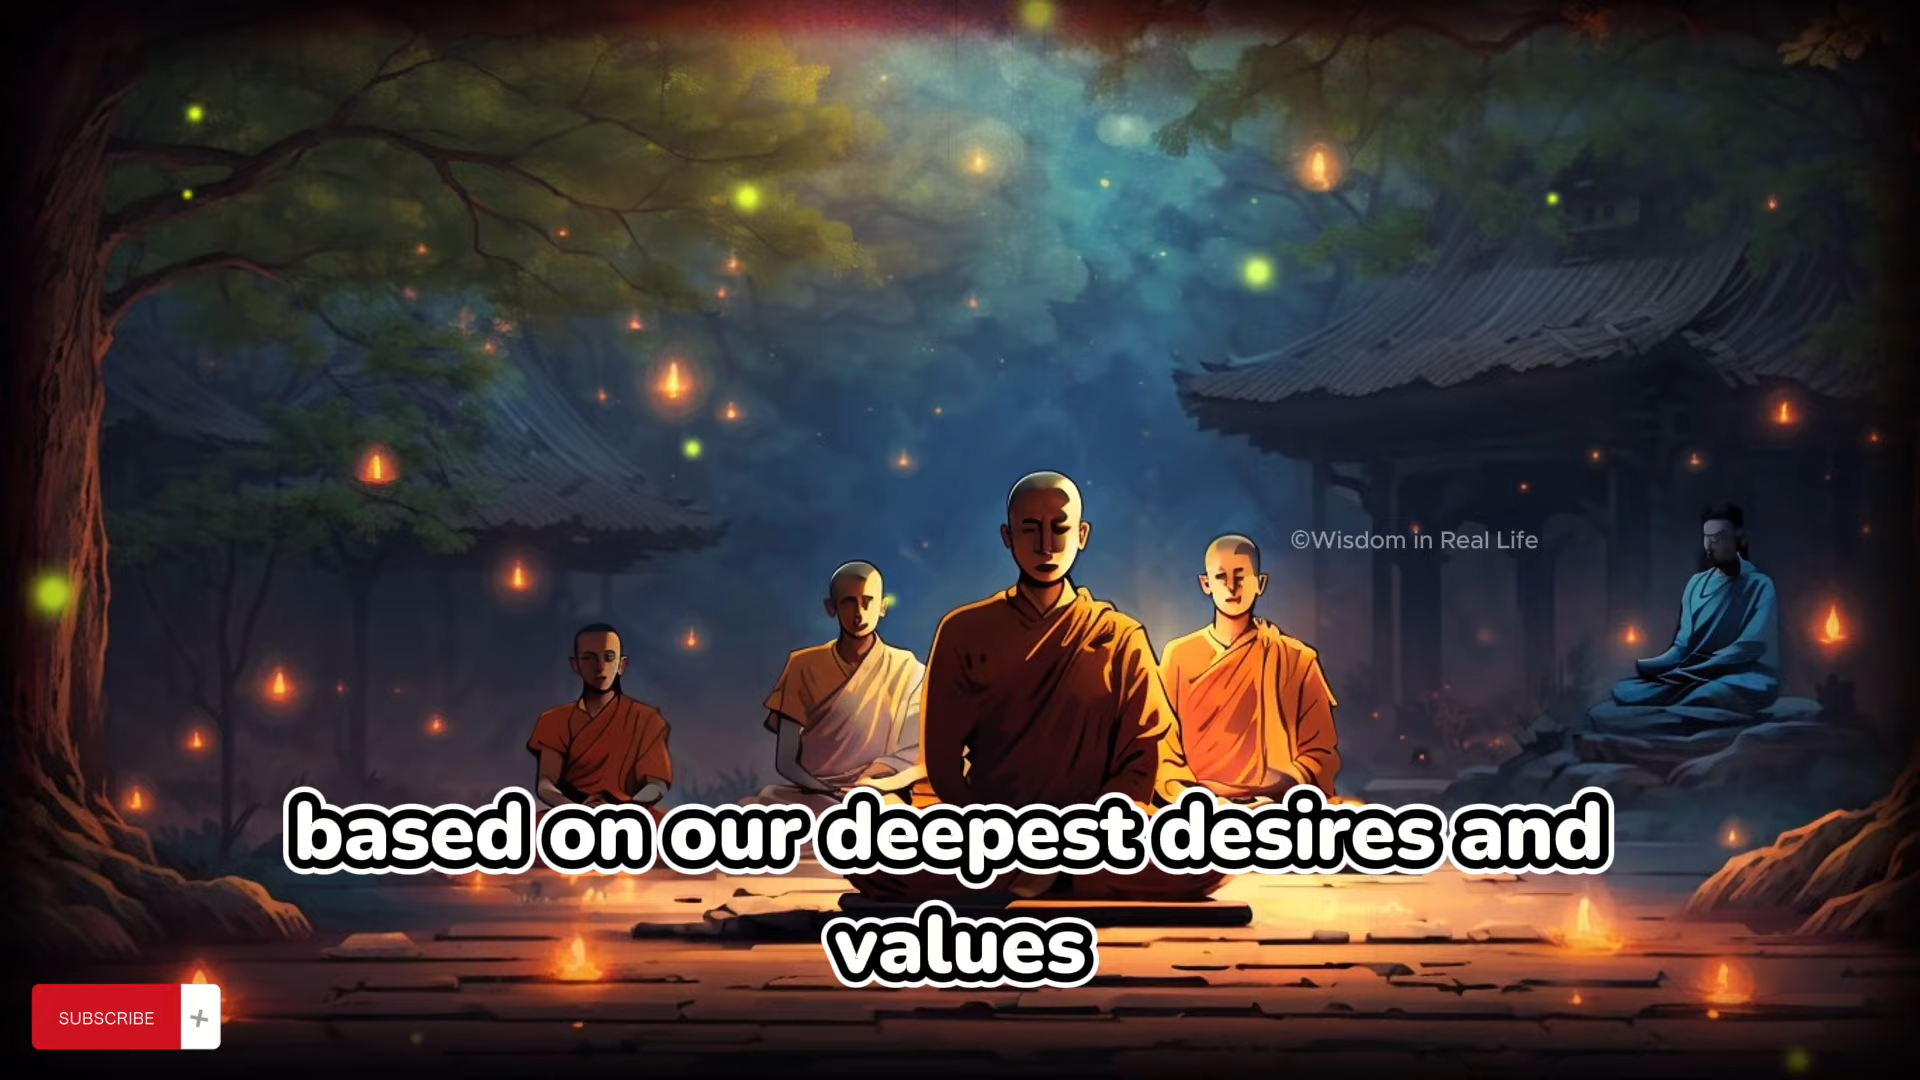 ©Wisdom in Real Life
based on our deepest desires and
values
SUBSCRIBE +